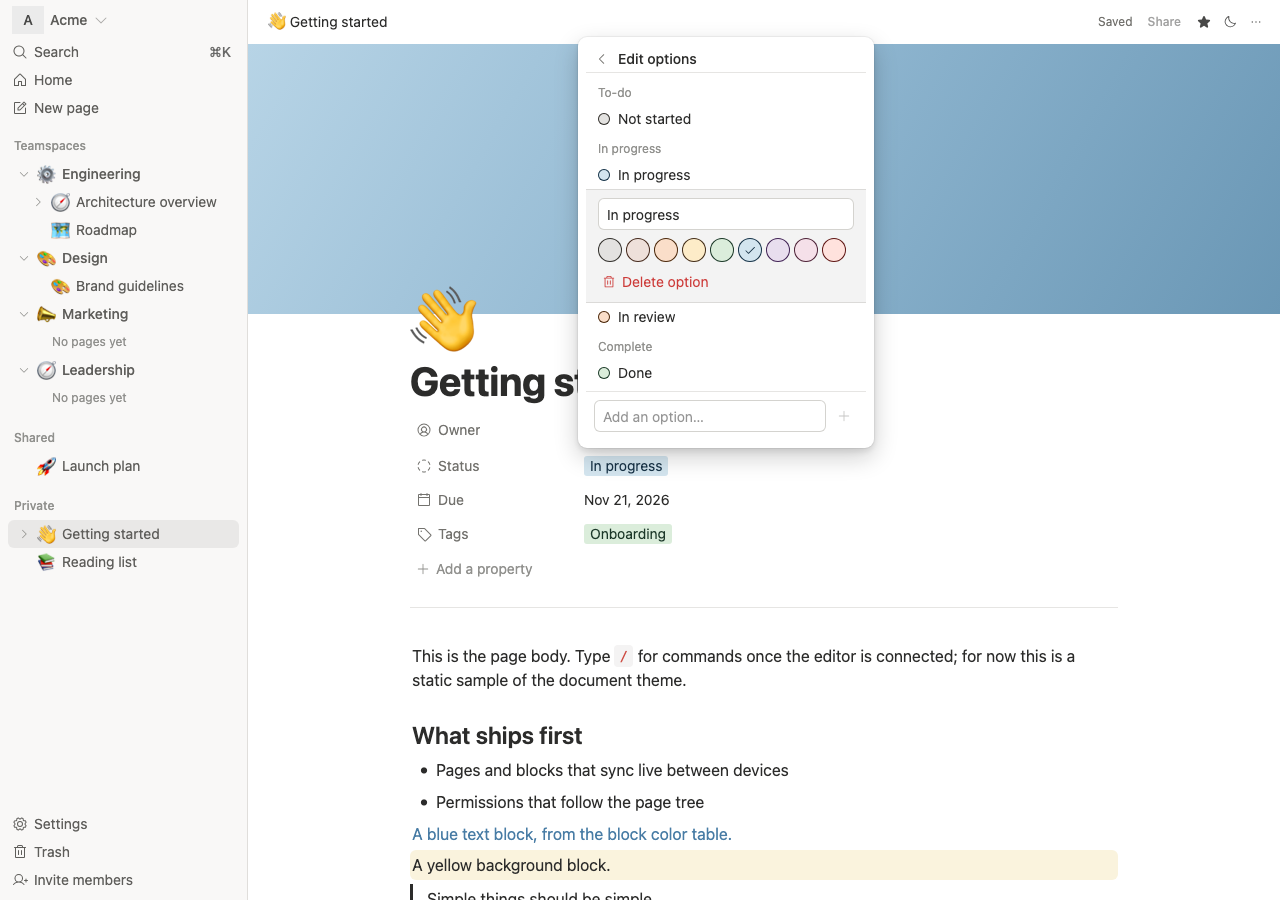 A Acme
Search ⌘K
Home
New page
Teamspaces
Engineering
Architecture overview
Roadmap
Design
Brand guidelines
Marketing
No pages yet
Leadership
No pages yet
Shared
Launch plan
Private
Getting started
Reading list
Settings
Trash
Invite members
Getting started
Saved Share
Edit options
To-do
Not started
In progress
In progress
In progress
Delete option
In review
Complete
Done
Add an option…
Getting st
Owner
Status In progress
Due Nov 21, 2026
Tags Onboarding
Add a property
This is the page body. Type / for commands once the editor is connected; for now this is a
static sample of the document theme.
What ships first
• Pages and blocks that sync live between devices
• Permissions that follow the page tree
A blue text block, from the block color table.
A yellow background block.
Simple things should be simple